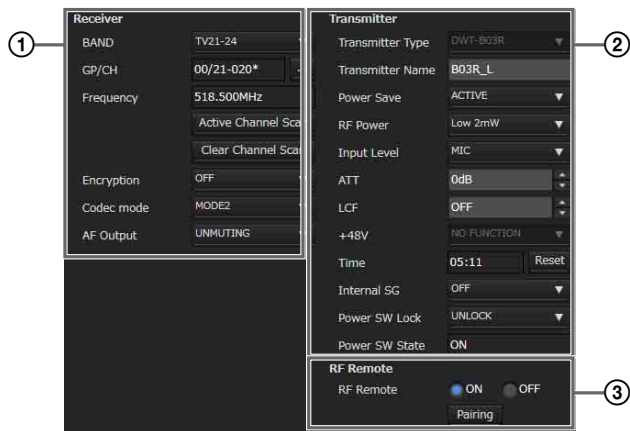 Receiver
BAND TV21-24
GP/CH 00/21-020*
Frequency 518.500MHz
Active Channel
Clear Channel
Encryption OFF
Codec mode MODE2
AF Output UNMUTING
1
Transmitter
Transmitter Type DWT-B03R
Transmitter Name B03R_L
Power Save ACTIVE
RF Power Low 2mW
Input Level MIC
ATT 0dB
LCF OFF
+48V NO FUNCTION
Time 05:11 Reset
Internal SG OFF
Power SW Lock UNLOCK
Power SW State ON
2
RF Remote
RF Remote ON OFF
Pairing
3